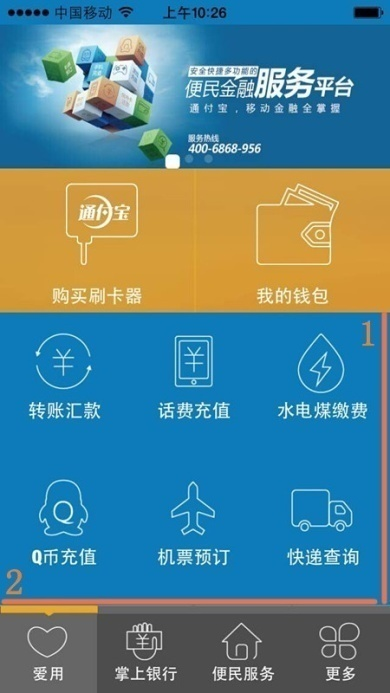 中国移动 上午10:26
安全快捷多功能的
便民金融服务平台
通付宝，移动金融全掌握
服务热线
400-6868-956
通付宝
购买刷卡器 我的钱包
1
¥ ¥
转账汇款 话费充值 水电煤缴费
Q
Q币充值 机票预订 快递查询
2
¥
爱用 掌上银行 便民服务 更多